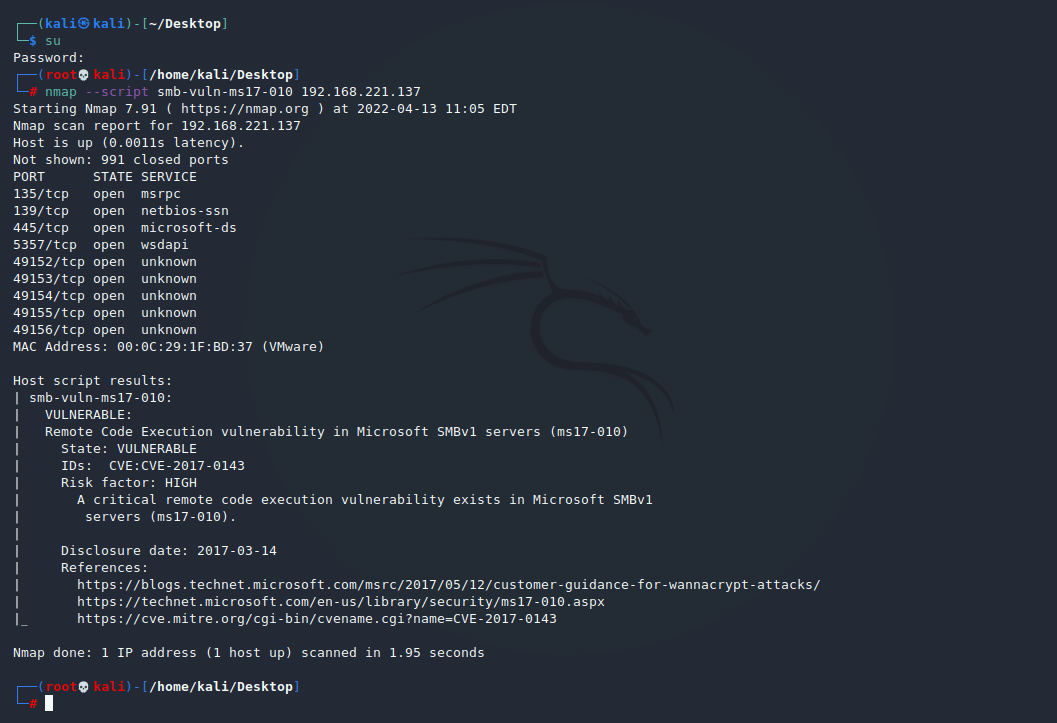 ┌──(kali㉿kali)-[~/Desktop]
└─$ su
Password:
┌──(root💀kali)-[/home/kali/Desktop]
└─# nmap --script smb-vuln-ms17-010 192.168.221.137
Starting Nmap 7.91 ( https://nmap.org ) at 2022-04-13 11:05 EDT
Nmap scan report for 192.168.221.137
Host is up (0.0011s latency).
Not shown: 991 closed ports
PORT      STATE SERVICE
135/tcp   open  msrpc
139/tcp   open  netbios-ssn
445/tcp   open  microsoft-ds
5357/tcp  open  wsdapi
49152/tcp open  unknown
49153/tcp open  unknown
49154/tcp open  unknown
49155/tcp open  unknown
49156/tcp open  unknown
MAC Address: 00:0C:29:1F:BD:37 (VMware)

Host script results:
| smb-vuln-ms17-010:
|   VULNERABLE:
|   Remote Code Execution vulnerability in Microsoft SMBv1 servers (ms17-010)
|     State: VULNERABLE
|     IDs:  CVE:CVE-2017-0143
|     Risk factor: HIGH
|       A critical remote code execution vulnerability exists in Microsoft SMBv1
|        servers (ms17-010).
|
|     Disclosure date: 2017-03-14
|     References:
|       https://blogs.technet.microsoft.com/msrc/2017/05/12/customer-guidance-for-wannacrypt-attacks/
|       https://technet.microsoft.com/en-us/library/security/ms17-010.aspx
|_      https://cve.mitre.org/cgi-bin/cvename.cgi?name=CVE-2017-0143

Nmap done: 1 IP address (1 host up) scanned in 1.95 seconds

┌──(root💀kali)-[/home/kali/Desktop]
└─#